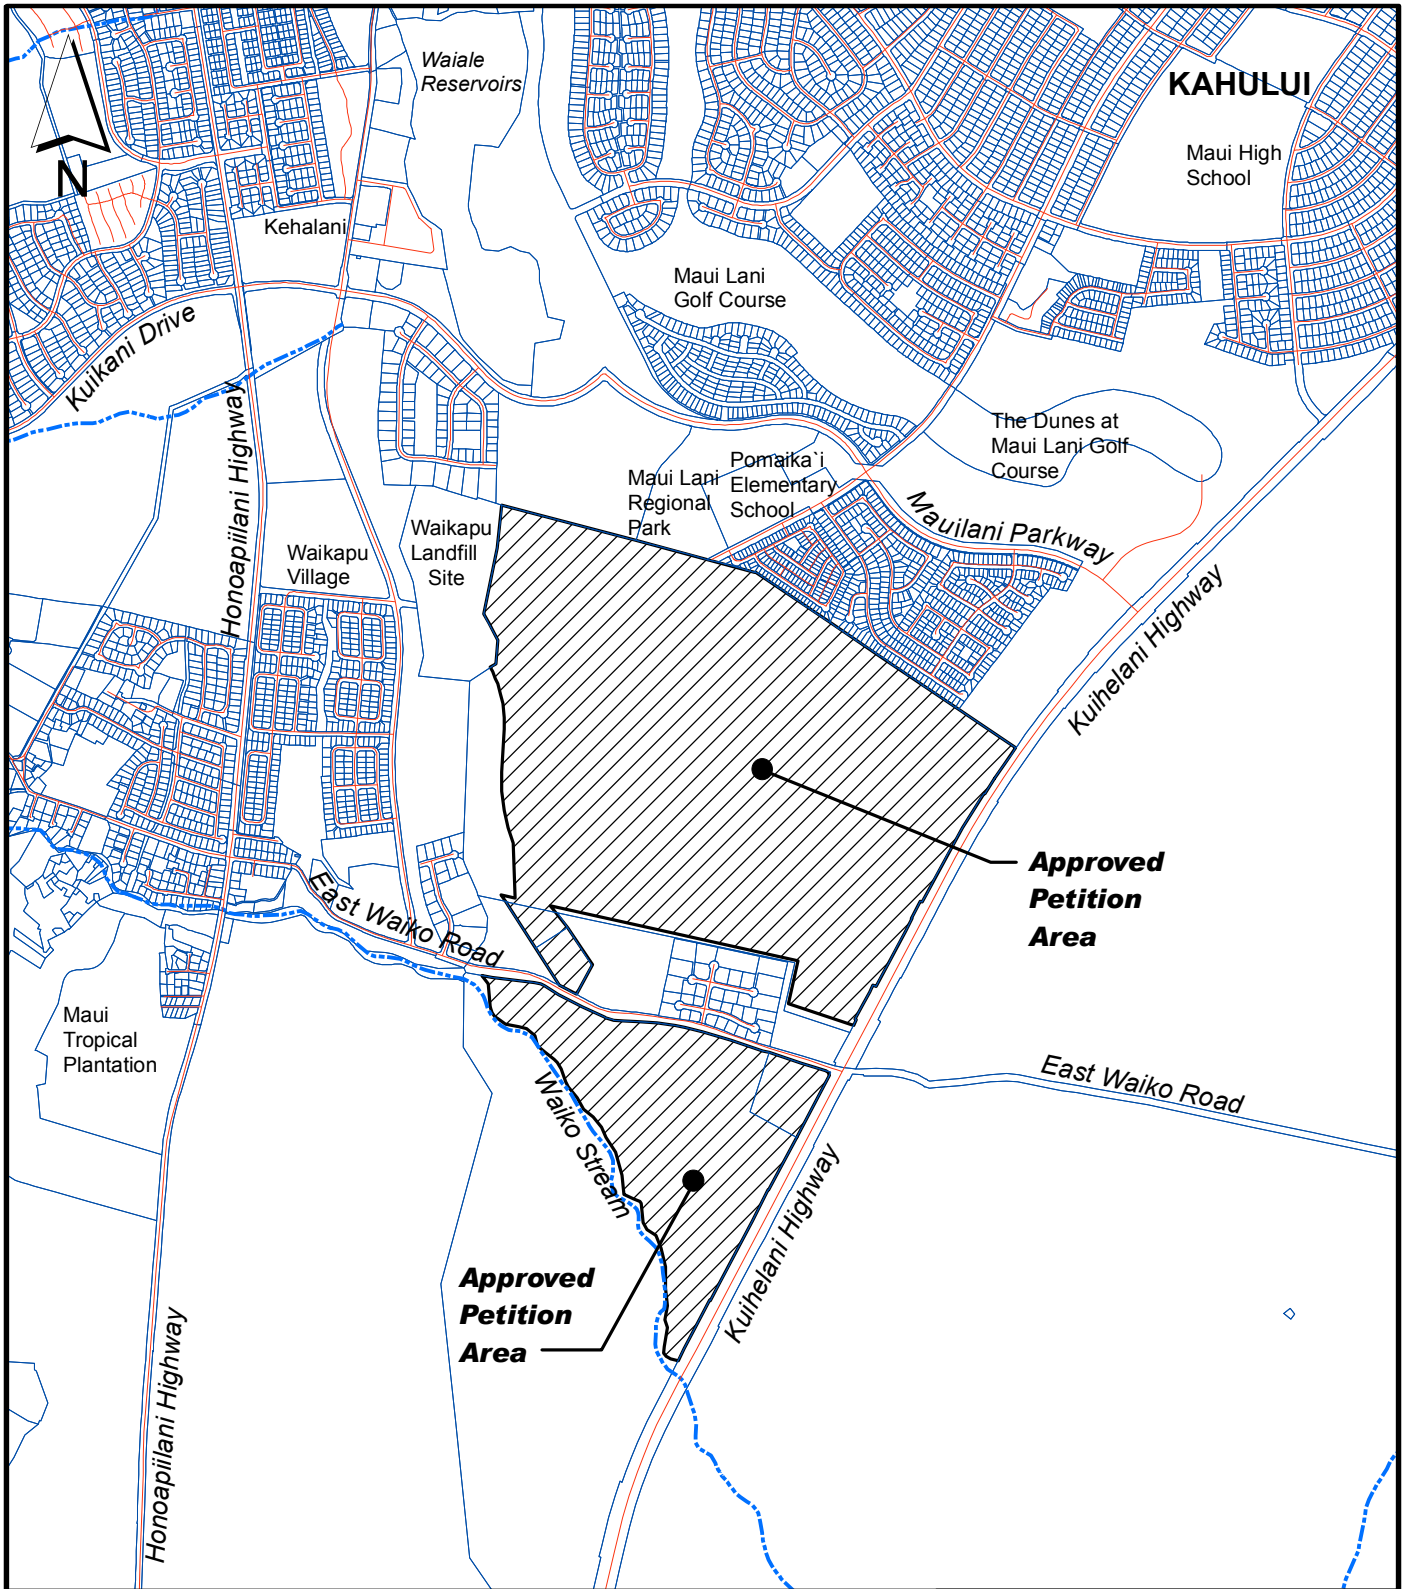 Waiale
Reservoirs
KAHULUI
Maui High
School
N
Kehalani
Maui Lani
Golf Course
Kuikani Drive
Honoapiilani Highway
The Dunes at
Maui Lani Golf
Course
Maui Lani
Regional
Park
Pomaika`i
Elementary
School
Mauilani Parkway
Waikapu
Landfill
Site
Waikapu
Village
Kuihelani Highway
Approved
Petition
Area
East Waiko Road
Maui
Tropical
Plantation
East Waiko Road
Waiko Stream
Kuihelani Highway
Approved
Petition
Area
Honoapiilani Highway